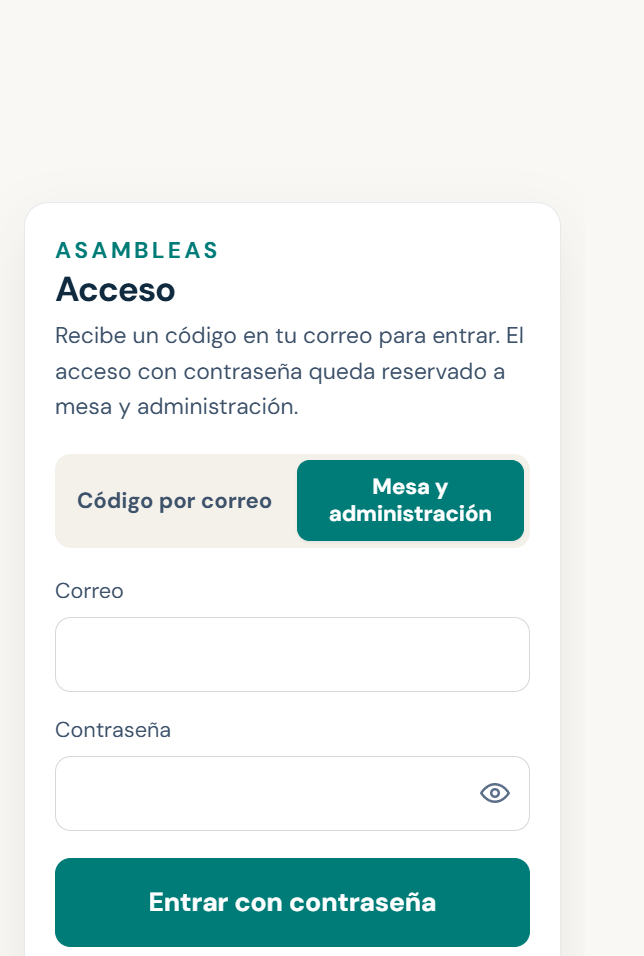 ASAMBLEAS
Acceso
Recibe un código en tu correo para entrar. El
acceso con contraseña queda reservado a
mesa y administración.
Código por correo
Mesa y
administración
Correo
Contraseña
Entrar con contraseña